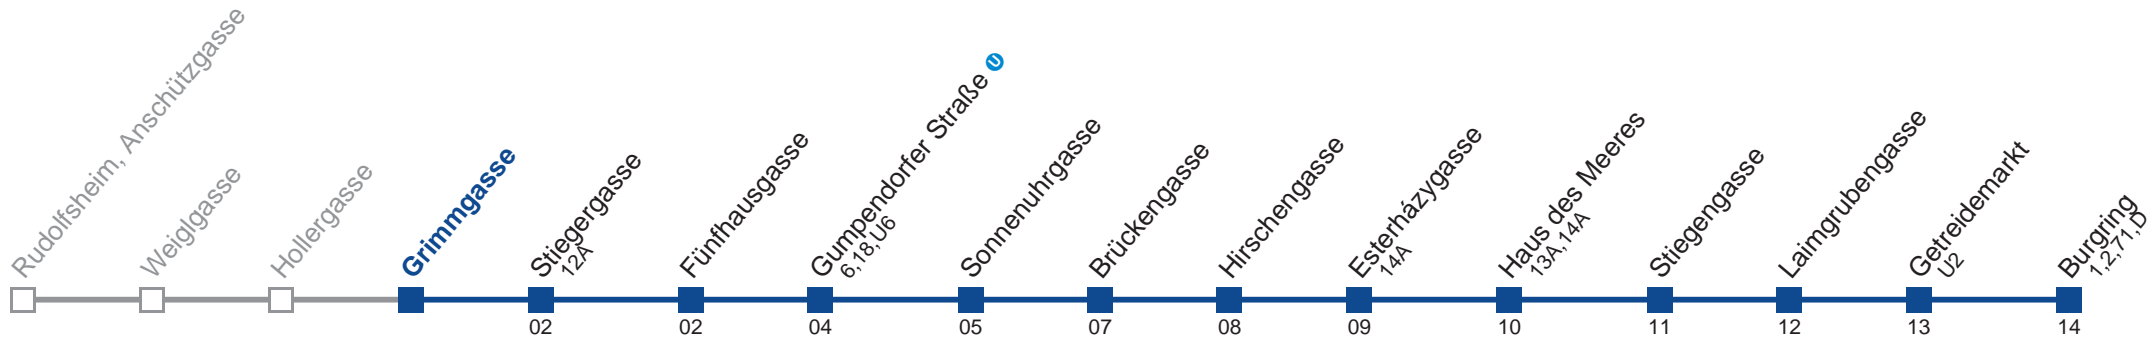 Rudolfsheim, Anschützgasse
Weiglgasse
Hollergasse
Grimmgasse
Stiegergasse
12A
Fünfhausgasse
Gumpendorfer Straße U
6,18,U6
Sonnenuhrgasse
Brückengasse
Hirschengasse
Esterházygasse
14A
Haus des Meeres
13A,14A
Stiegengasse
Laimgrubengasse
Getreidemarkt
U2
Burgring
1,2,71,D
02 02 04 05 07 08 09 10 11 12 13 14